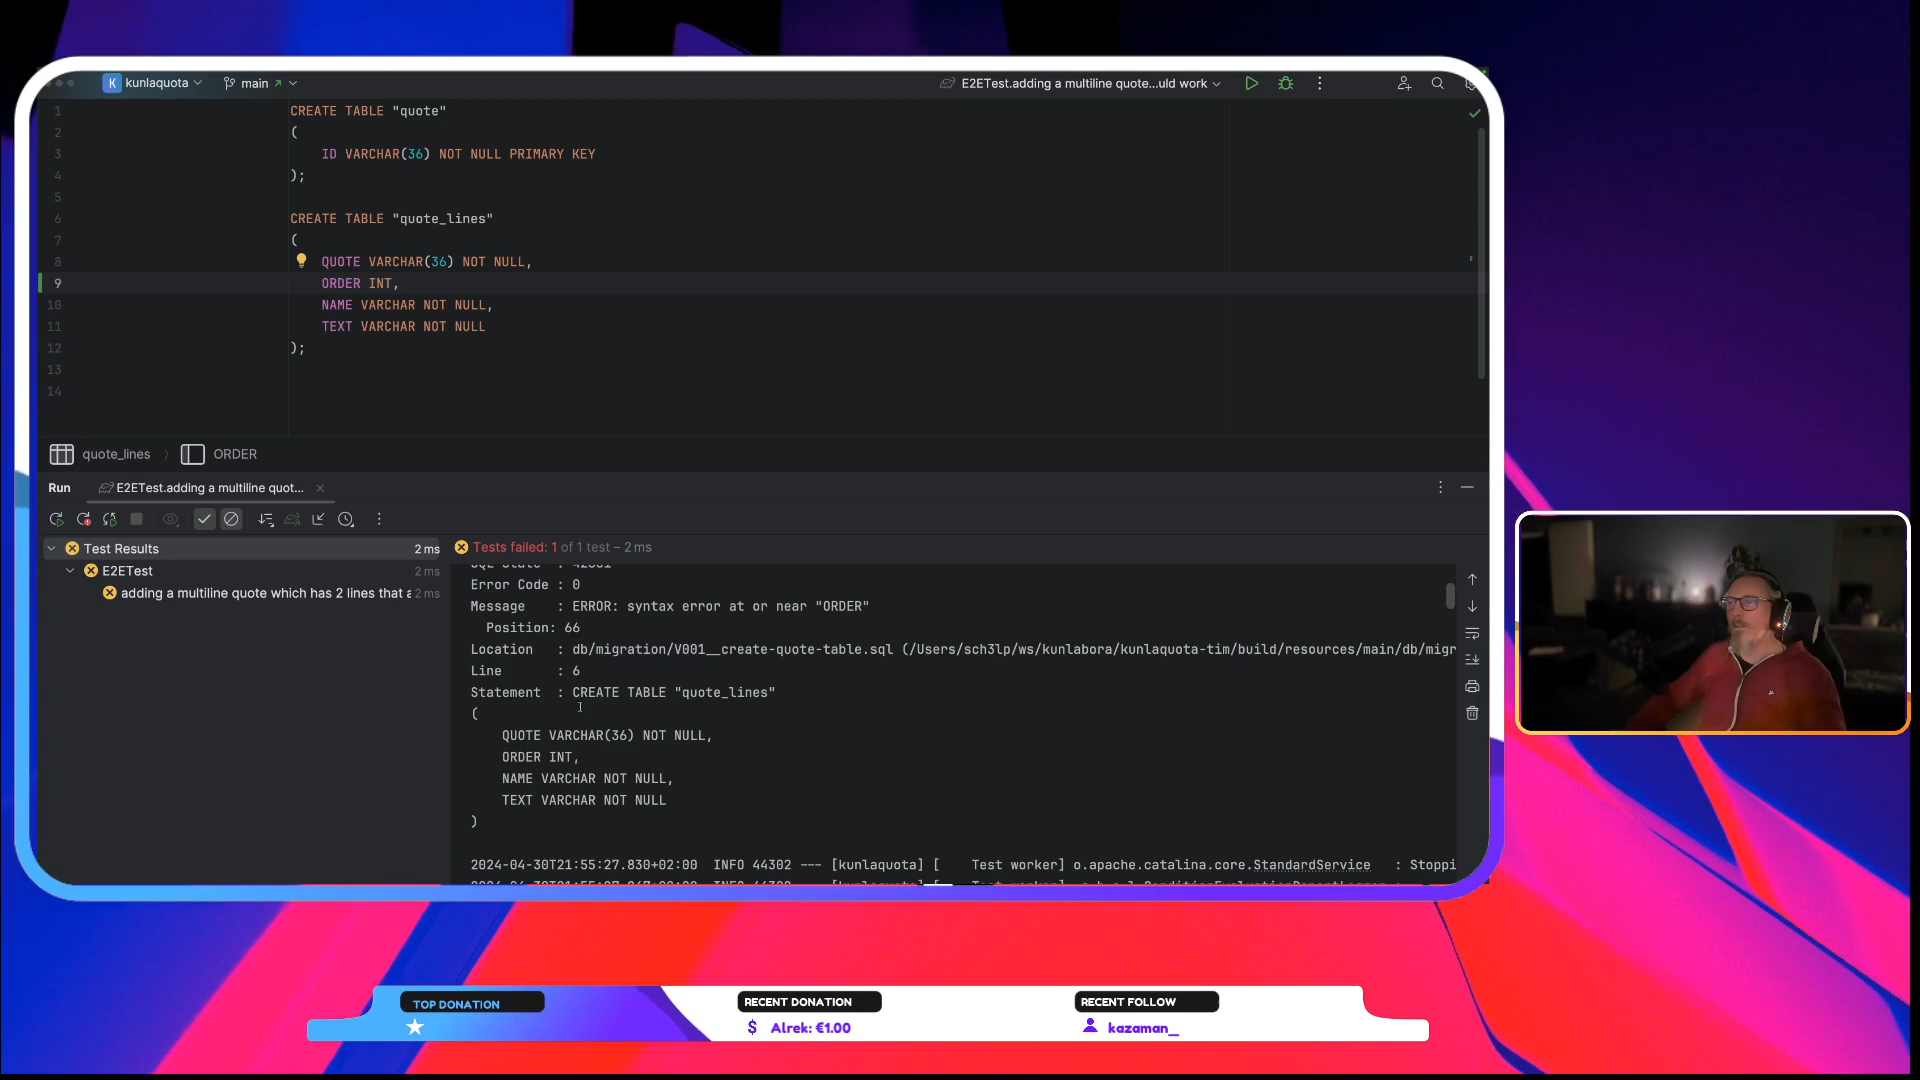 K kunlaquota main
E2ETest.adding a multiline quote...uld work
1 CREATE TABLE "quote"
2 (
3 ID VARCHAR(36) NOT NULL PRIMARY KEY
4 );
5
6 CREATE TABLE "quote_lines"
7 (
8 QUOTE VARCHAR(36) NOT NULL,
9 ORDER INT,
10 NAME VARCHAR NOT NULL,
11 TEXT VARCHAR NOT NULL
12 );
13
14
quote_lines ORDER
Run E2ETest.adding a multiline quot...
Test Results 2 ms
E2ETest 2 ms
adding a multiline quote which has 2 lines that a 2 ms
Tests failed: 1 of 1 test – 2 ms
Error Code : 0
Message : ERROR: syntax error at or near "ORDER"
Position: 66
Location : db/migration/V001__create-quote-table.sql (/Users/sch3lp/ws/kunlabora/kunlaquota-tim/build/resources/main/db/migr
Line : 6
Statement : CREATE TABLE "quote_lines"
(
QUOTE VARCHAR(36) NOT NULL,
ORDER INT,
NAME VARCHAR NOT NULL,
TEXT VARCHAR NOT NULL
)
2024-04-30T21:55:27.830+02:00 INFO 44302 --- [kunlaquota] [ Test worker] o.apache.catalina.core.StandardService : Stoppi
TOP DONATION
RECENT DONATION
$ Alrek: €1.00
RECENT FOLLOW
kazaman__